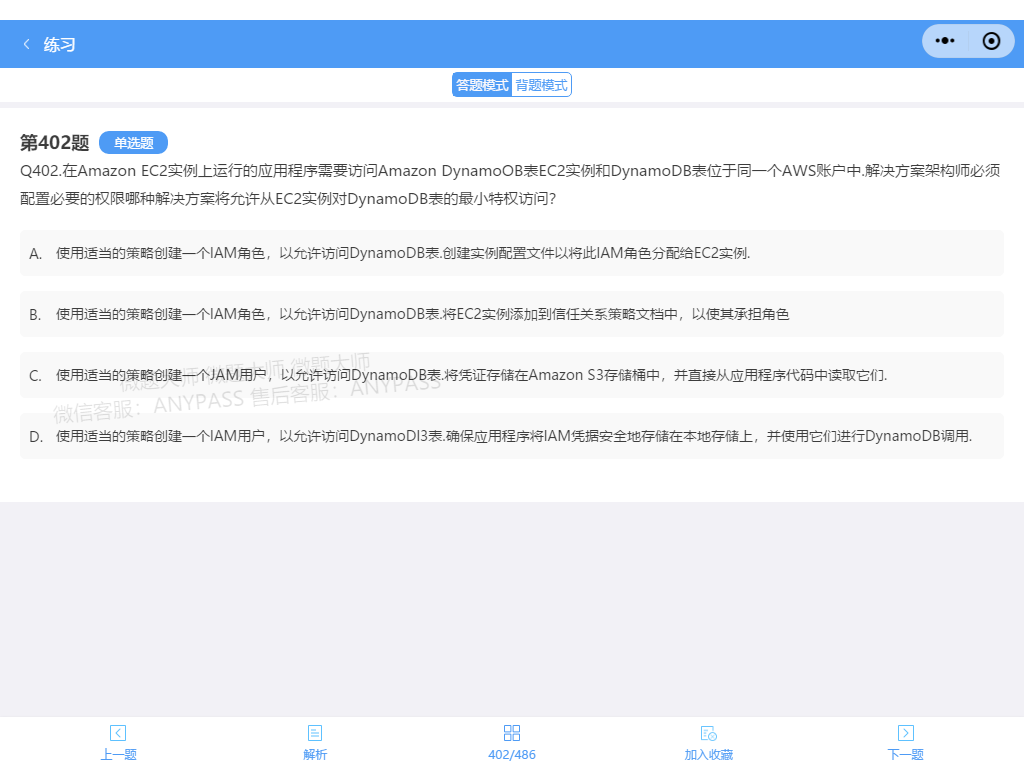 练习
答题模式 背题模式
第402题 单选题
Q402.在Amazon EC2实例上运行的应用程序需要访问Amazon DynamoOB表EC2实例和DynamoDB表位于同一个AWS账户中.解决方案架构师必须
配置必要的权限哪种解决方案将允许从EC2实例对DynamoDB表的最小特权访问?
A. 使用适当的策略创建一个IAM角色，以允许访问DynamoDB表.创建实例配置文件以将此IAM角色分配给EC2实例.
B. 使用适当的策略创建一个IAM角色，以允许访问DynamoDB表.将EC2实例添加到信任关系策略文档中，以使其承担角色
微题大师 微题大师 微题大师
C. 使用适当的策略创建一个JAM用户，以允许访问DynamoDB表.将凭证存储在Amazon S3存储桶中，并直接从应用程序代码中读取它们.
微信客服：ANYPASS 售后客服：ANYPASS
D. 使用适当的策略创建一个IAM用户，以允许访问DynamoDI3表.确保应用程序将IAM凭据安全地存储在本地存储上，并使用它们进行DynamoDB调用.
上一题 解析 402/486 加入收藏 下一题